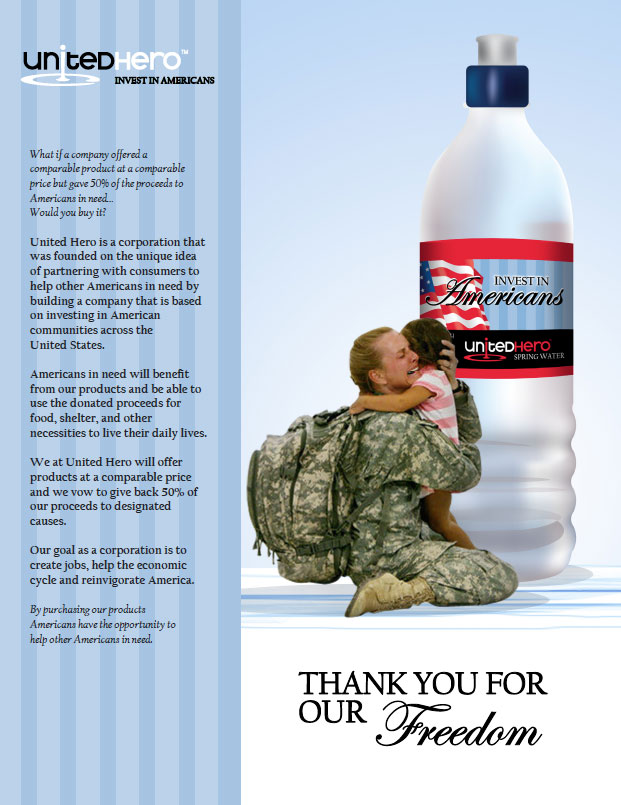 unitedHero™
INVEST IN AMERICANS
What if a company offered a
comparable product at a comparable
price but gave 50% of the proceeds to
Americans in need...
Would you buy it?
United Hero is a corporation that
was founded on the unique idea
of partnering with consumers to
help other Americans in need by
building a company that is based
on investing in American
communities across the
United States.
Americans in need will benefit
from our products and be able to
use the donated proceeds for
food, shelter, and other
necessities to live their daily lives.
We at United Hero will offer
products at a comparable price
and we vow to give back 50% of
our proceeds to designated
causes.
Our goal as a corporation is to
create jobs, help the economic
cycle and reinvigorate America.
By purchasing our products
Americans have the opportunity to
help other Americans in need.
INVEST IN
Americans
unitedHero
SPRING WATER
THANK YOU FOR
OUR Freedom